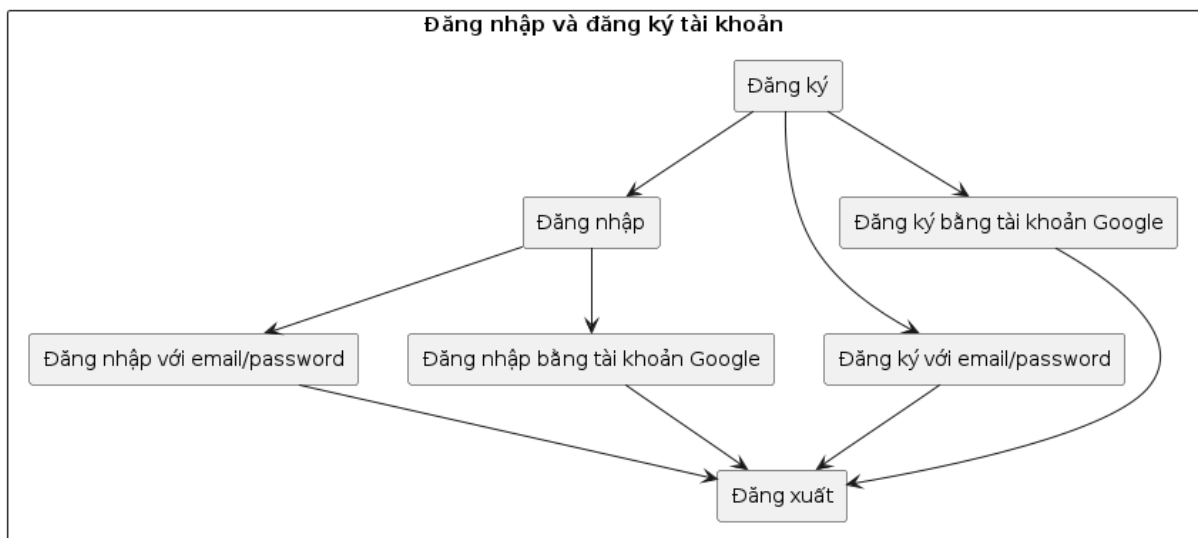 Đăng nhập và đăng ký tài khoản
Đăng ký
Đăng nhập
Đăng ký bằng tài khoản Google
Đăng nhập với email/password
Đăng nhập bằng tài khoản Google
Đăng ký với email/password
Đăng xuất